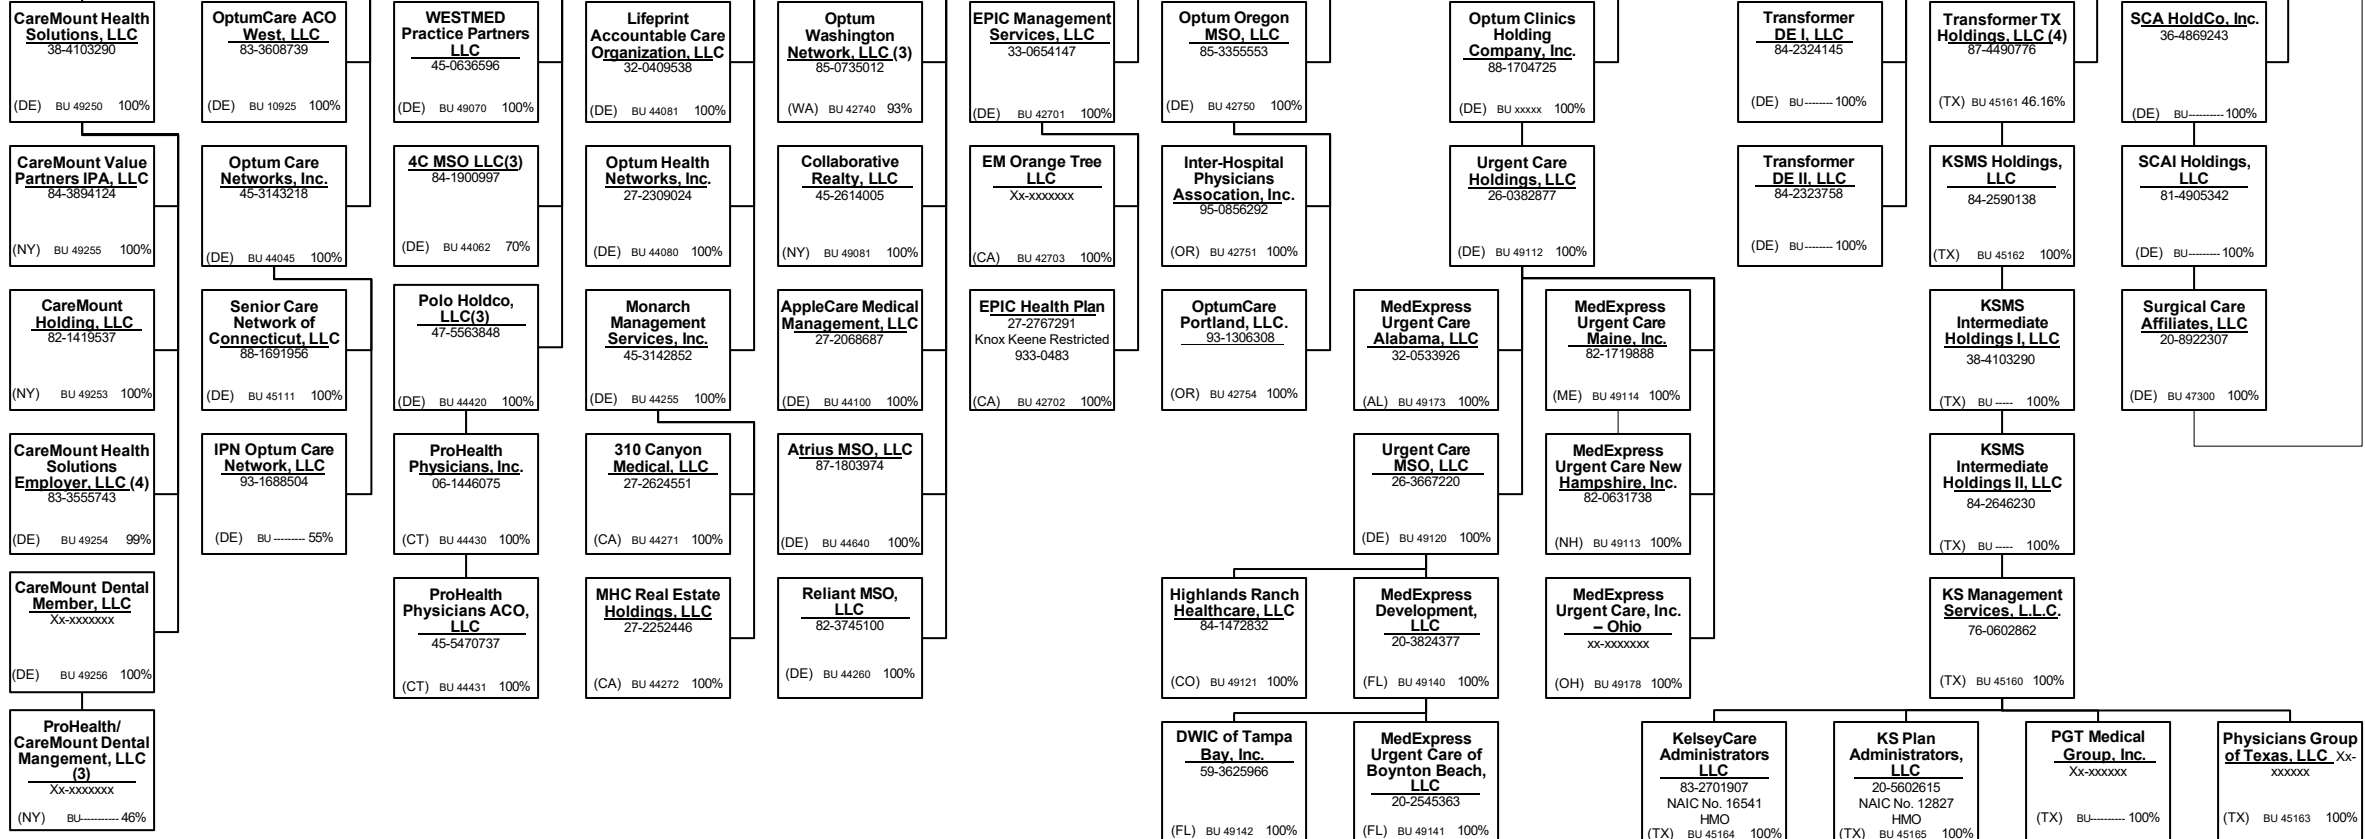 CareMount Health
Solutions, LLC
38-4103290
(DE) BU 49250 100%
OptumCare ACO
West, LLC
83-3608739
(DE) BU 10925 100%
WESTMED
Practice Partners
LLC
45-0636596
(DE) BU 49070 100%
Lifeprint
Accountable Care
Organization, LLC
32-0409538
(DE) BU 44081 100%
Optum
Washington
Network, LLC (3)
85-0735012
(WA) BU 42740 93%
EPIC Management
Services, LLC
33-0654147
(DE) BU 42701 100%
Optum Oregon
MSO, LLC
85-3355553
(DE) BU 42750 100%
Optum Clinics
Holding
Company, Inc.
88-1704725
(DE) BU xxxxx 100%
Transformer
DE I, LLC
84-2324145
(DE) BU-------- 100%
Transformer TX
Holdings, LLC (4)
87-4490776
(TX) BU 45161 46.16%
SCA HoldCo, Inc.
36-4869243
(DE) BU---------- 100%
CareMount Value
Partners IPA, LLC
84-3894124
(NY) BU 49255 100%
Optum Care
Networks, Inc.
45-3143218
(DE) BU 44045 100%
4C MSO LLC(3)
84-1900997
(DE) BU 44062 70%
Optum Health
Networks, Inc.
27-2309024
(DE) BU 44080 100%
Collaborative
Realty, LLC
45-2614005
(NY) BU 49081 100%
EM Orange Tree
LLC
Xx-xxxxxxx
(CA) BU 42703 100%
Inter-Hospital
Physicians
Assocation, Inc.
95-0856292
(OR) BU 42751 100%
Urgent Care
Holdings, LLC
26-0382877
(DE) BU 49112 100%
Transformer
DE II, LLC
84-2323758
(DE) BU-------- 100%
KSMS Holdings,
LLC
84-2590138
(TX) BU 45162 100%
SCAI Holdings,
LLC
81-4905342
(DE) BU---------- 100%
CareMount
Holding, LLC
82-1419537
(NY) BU 49253 100%
Senior Care
Network of
Connecticut, LLC
88-1691956
(DE) BU 45111 100%
Polo Holdco,
LLC(3)
47-5563848
(DE) BU 44420 100%
Monarch
Management
Services, Inc.
45-3142852
(DE) BU 44255 100%
AppleCare Medical
Management, LLC
27-2068687
(DE) BU 44100 100%
EPIC Health Plan
27-2767291
Knox Keene Restricted
933-0483
(CA) BU 42702 100%
OptumCare
Portland, LLC.
93-1306308
(OR) BU 42754 100%
MedExpress
Urgent Care
Alabama, LLC
32-0533926
(AL) BU 49173 100%
MedExpress
Urgent Care
Maine, Inc.
82-1719888
(ME) BU 49114 100%
KSMS
Intermediate
Holdings I, LLC
38-4103290
(TX) BU ----- 100%
Surgical Care
Affiliates, LLC
20-8922307
(DE) BU 47300 100%
CareMount Health
Solutions
Employer, LLC (4)
83-3555743
(DE) BU 49254 99%
IPN Optum Care
Network, LLC
93-1688504
(DE) BU --------- 55%
ProHealth
Physicians, Inc.
06-1446075
(CT) BU 44430 100%
310 Canyon
Medical, LLC
27-2624551
(CA) BU 44271 100%
Atrius MSO, LLC
87-1803974
(DE) BU 44640 100%
Urgent Care
MSO, LLC
26-3667220
(DE) BU 49120 100%
MedExpress
Urgent Care New
Hampshire, Inc.
82-0631738
(NH) BU 49113 100%
KSMS
Intermediate
Holdings II, LLC
84-2646230
(TX) BU ----- 100%
CareMount Dental
Member, LLC
Xx-xxxxxxx
(DE) BU 49256 100%
ProHealth
Physicians ACO,
LLC
45-5470737
(CT) BU 44431 100%
MHC Real Estate
Holdings, LLC
27-2252446
(CA) BU 44272 100%
Reliant MSO,
LLC
82-3745100
(DE) BU 44260 100%
Highlands Ranch
Healthcare, LLC
84-1472832
(CO) BU 49121 100%
MedExpress
Development,
LLC
20-3824377
(FL) BU 49140 100%
MedExpress
Urgent Care, Inc.
– Ohio
xx-xxxxxxx
(OH) BU 49178 100%
KS Management
Services, L.L.C.
76-0602862
(TX) BU 45160 100%
ProHealth/
CareMount Dental
Mangement, LLC
(3)
Xx-xxxxxxx
(NY) BU----------- 46%
DWIC of Tampa
Bay, Inc.
59-3625966
(FL) BU 49142 100%
MedExpress
Urgent Care of
Boynton Beach,
LLC
20-2545363
(FL) BU 49141 100%
KelseyCare
Administrators
LLC
83-2701907
NAIC No. 16541
HMO
(TX) BU 45164 100%
KS Plan
Administrators,
LLC
20-5602615
NAIC No. 12827
HMO
(TX) BU 45165 100%
PGT Medical
Group, Inc.
Xx-xxxxxx
(TX) BU---------- 100%
Physicians Group
of Texas, LLC Xx-
xxxxxx
(TX) BU 45163 100%